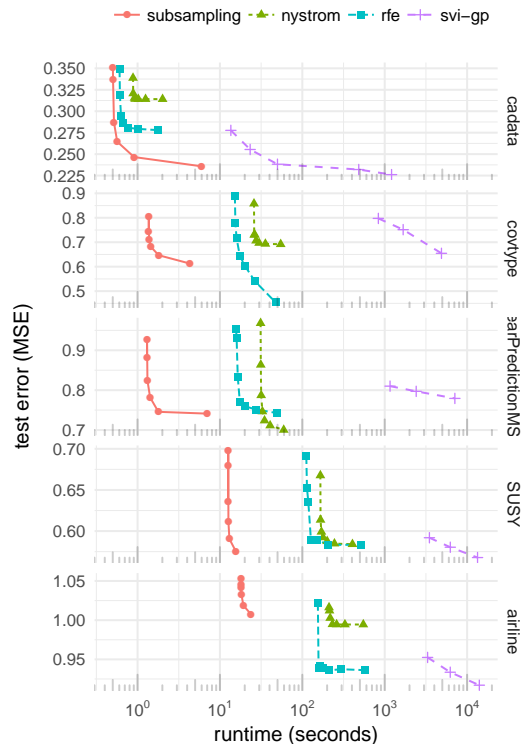 subsampling nystrom rfe svi-gp
0.350
0.325
0.300
0.275
0.250
0.225
cadata
0.9
0.8
0.7
0.6
0.5
covtype
0.9
0.8
0.7
earPredictionMS
0.70
0.65
0.60
SUSY
1.05
1.00
0.95
airline
test error (MSE)
10⁰ 10¹ 10² 10³ 10⁴
runtime (seconds)